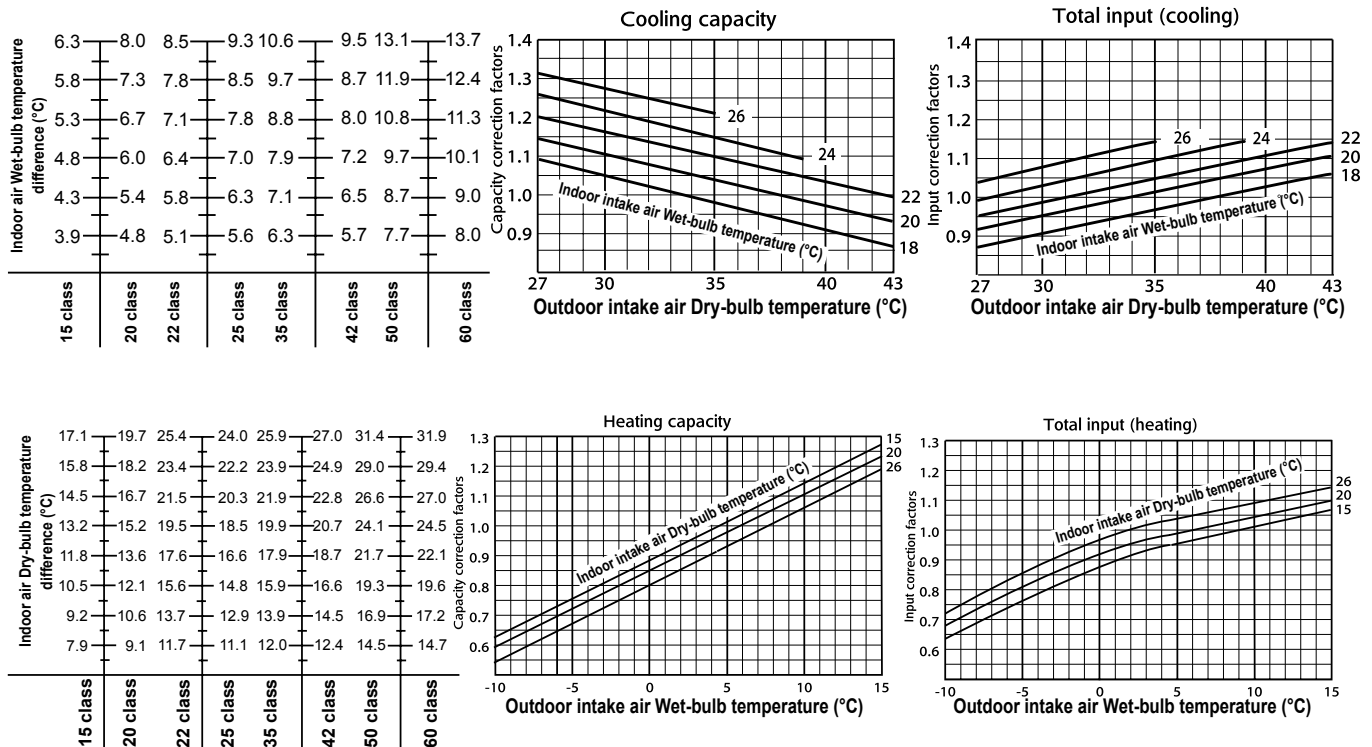 Indoor air Wet-bulb temperature
difference (°C)
6.3 8.0 8.5 9.3 10.6 9.5 13.1 13.7
5.8 7.3 7.8 8.5 9.7 8.7 11.9 12.4
5.3 6.7 7.1 7.8 8.8 8.0 10.8 11.3
4.8 6.0 6.4 7.0 7.9 7.2 9.7 10.1
4.3 5.4 5.8 6.3 7.1 6.5 8.7 9.0
3.9 4.8 5.1 5.6 6.3 5.7 7.7 8.0
15 class 20 class 22 class 25 class 35 class 42 class 50 class 60 class
Cooling capacity
Capacity correction factors
1.4
1.3
1.2
1.1
1.0
0.9
26
24
22
20
18
Indoor intake air Wet-bulb temperature (°C)
27 30 35 40 43
Outdoor intake air Dry-bulb temperature (°C)
Total input (cooling)
Input correction factors
1.4
1.3
1.2
1.1
1.0
0.9
26 24 22
20
18
Indoor intake air Wet-bulb temperature (°C)
27 30 35 40 43
Outdoor intake air Dry-bulb temperature (°C)
Indoor air Dry-bulb temperature
difference (°C)
17.1 19.7 25.4 24.0 25.9 27.0 31.4 31.9
15.8 18.2 23.4 22.2 23.9 24.9 29.0 29.4
14.5 16.7 21.5 20.3 21.9 22.8 26.6 27.0
13.2 15.2 19.5 18.5 19.9 20.7 24.1 24.5
11.8 13.6 17.6 16.6 17.9 18.7 21.7 22.1
10.5 12.1 15.6 14.8 15.9 16.6 19.3 19.6
9.2 10.6 13.7 12.9 13.9 14.5 16.9 17.2
7.9 9.1 11.7 11.1 12.0 12.4 14.5 14.7
15 class 20 class 22 class 25 class 35 class 42 class 50 class 60 class
Heating capacity
Capacity correction factors
1.3
1.2
1.1
1.0
0.9
0.8
0.7
0.6
15
20
26
Indoor intake air Dry-bulb temperature (°C)
-10 -5 0 5 10 15
Outdoor intake air Wet-bulb temperature (°C)
Total input (heating)
Input correction factors
1.3
1.2
1.1
1.0
0.9
0.8
0.7
0.6
26
20
15
Indoor intake air Dry-bulb temperature (°C)
-10 -5 0 5 10 15
Outdoor intake air Wet-bulb temperature (°C)